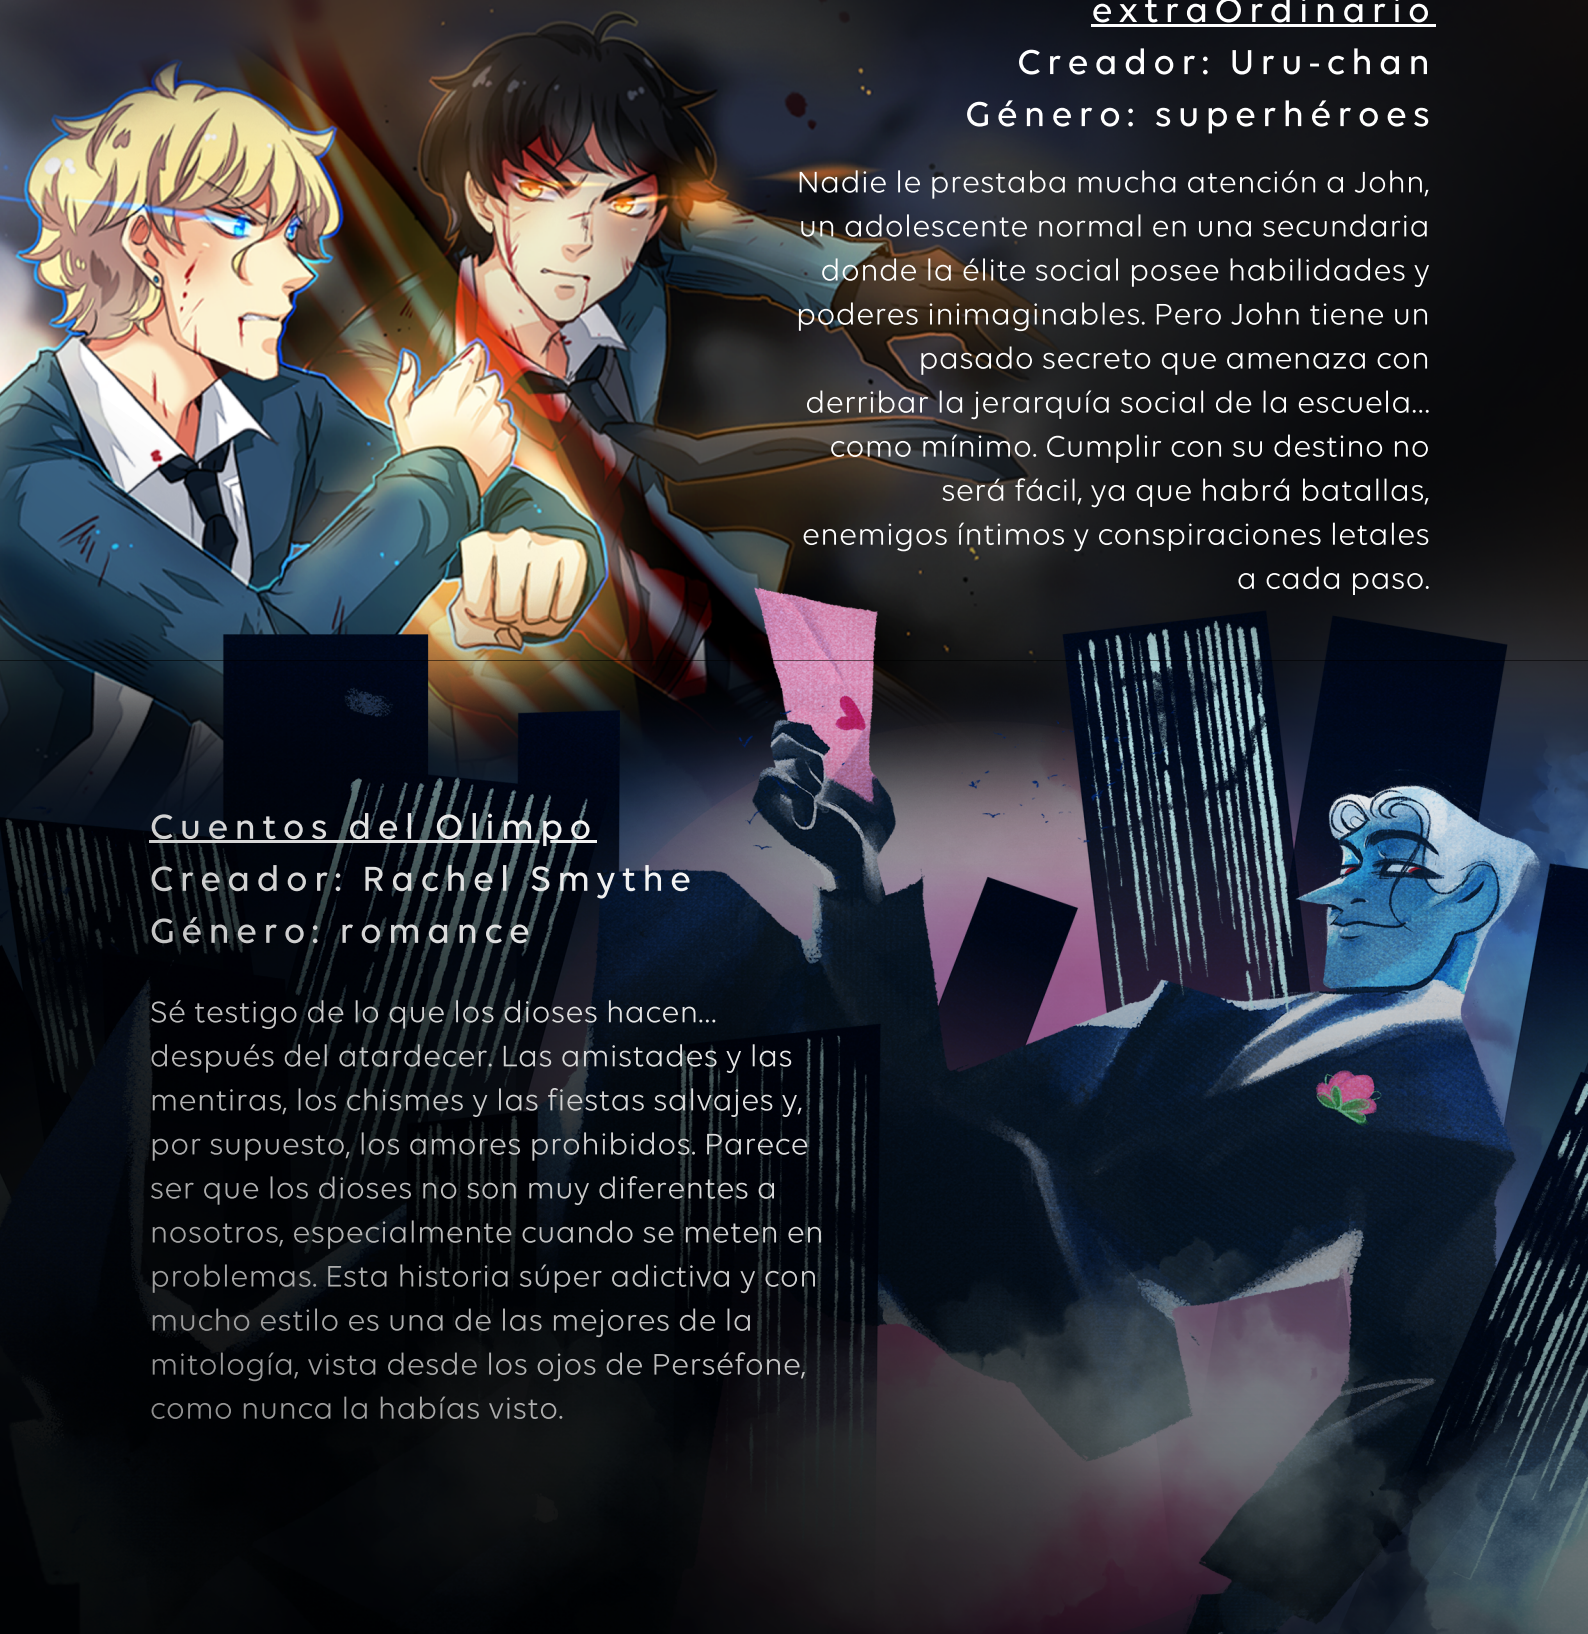 extraOrdinario
Creador: Uru-chan
Género: superhéroes
Nadie le prestaba mucha atención a John,
un adolescente normal en una secundaria
donde la élite social posee habilidades y
poderes inimaginables. Pero John tiene un
pasado secreto que amenaza con
derribar la jerarquía social de la escuela...
como mínimo. Cumplir con su destino no
será fácil, ya que habrá batallas,
enemigos íntimos y conspiraciones letales
a cada paso.
Cuentos del Olimpo
Creador: Rachel Smythe
Género: romance
Sé testigo de lo que los dioses hacen...
después del atardecer. Las amistades y las
mentiras, los chismes y las fiestas salvajes y,
por supuesto, los amores prohibidos. Parece
ser que los dioses no son muy diferentes a
nosotros, especialmente cuando se meten en
problemas. Esta historia súper adictiva y con
mucho estilo es una de las mejores de la
mitología, vista desde los ojos de Perséfone,
como nunca la habías visto.